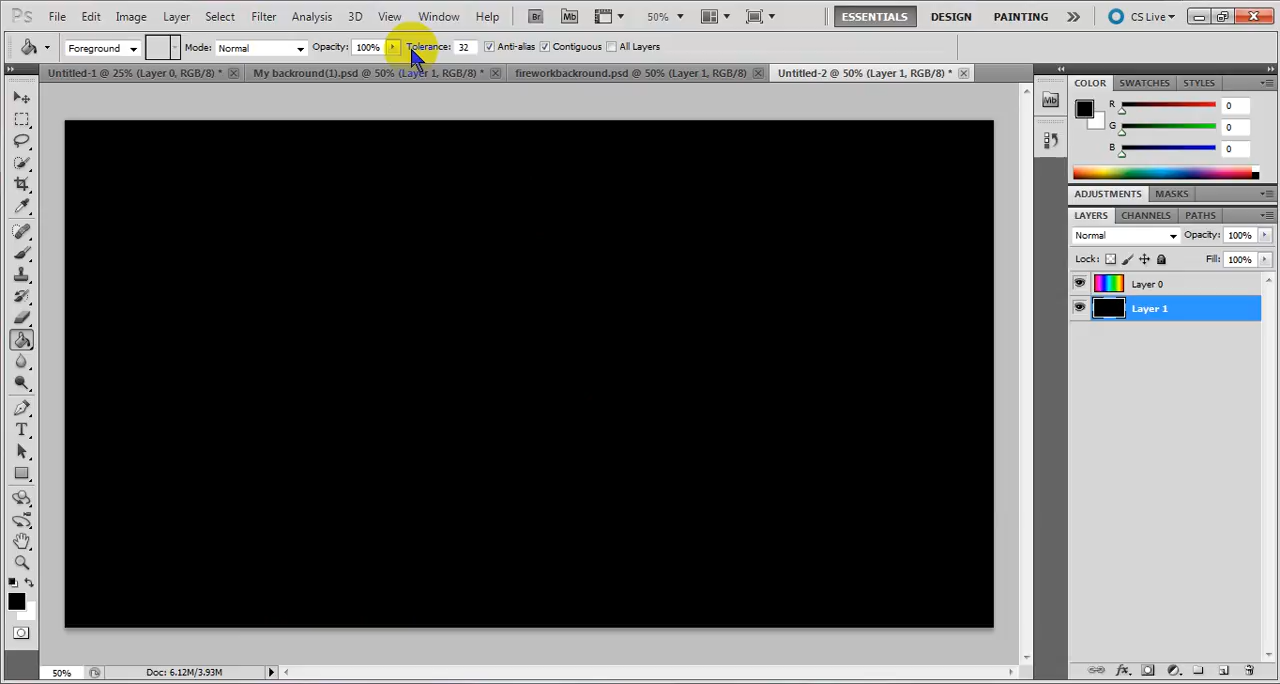 Ps File Edit Image Layer Select Filter Analysis 3D View Window Help Br Mb 50% ESSENTIALS DESIGN PAINTING CS Live
Foreground Mode: Normal Opacity: 100% Tolerance: 32 Anti-alias Contiguous All Layers
Untitled-1 @ 25% (Layer 0, RGB/8) * My backround(1).psd @ 50% (Layer 1, RGB/8) * fireworkbackround.psd @ 50% (Layer 1, RGB/8) Untitled-2 @ 50% (Layer 1, RGB/8) *
COLOR SWATCHES STYLES
Mb
R 0
G 0
B 0
ADJUSTMENTS MASKS
LAYERS CHANNELS PATHS
Normal Opacity: 100%
Lock: Fill: 100%
Layer 0
Layer 1
T
50% Doc: 6.12M/3.93M
fx